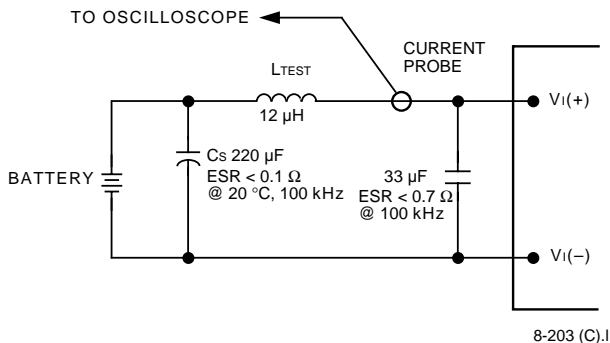 TO OSCILLOSCOPE
CURRENT
PROBE
LTEST
12 μH
VI(+)
CS 220 μF
ESR < 0.1 Ω
@ 20 °C, 100 kHz
33 μF
ESR < 0.7 Ω
@ 100 kHz
BATTERY
VI(–)
8-203 (C).l